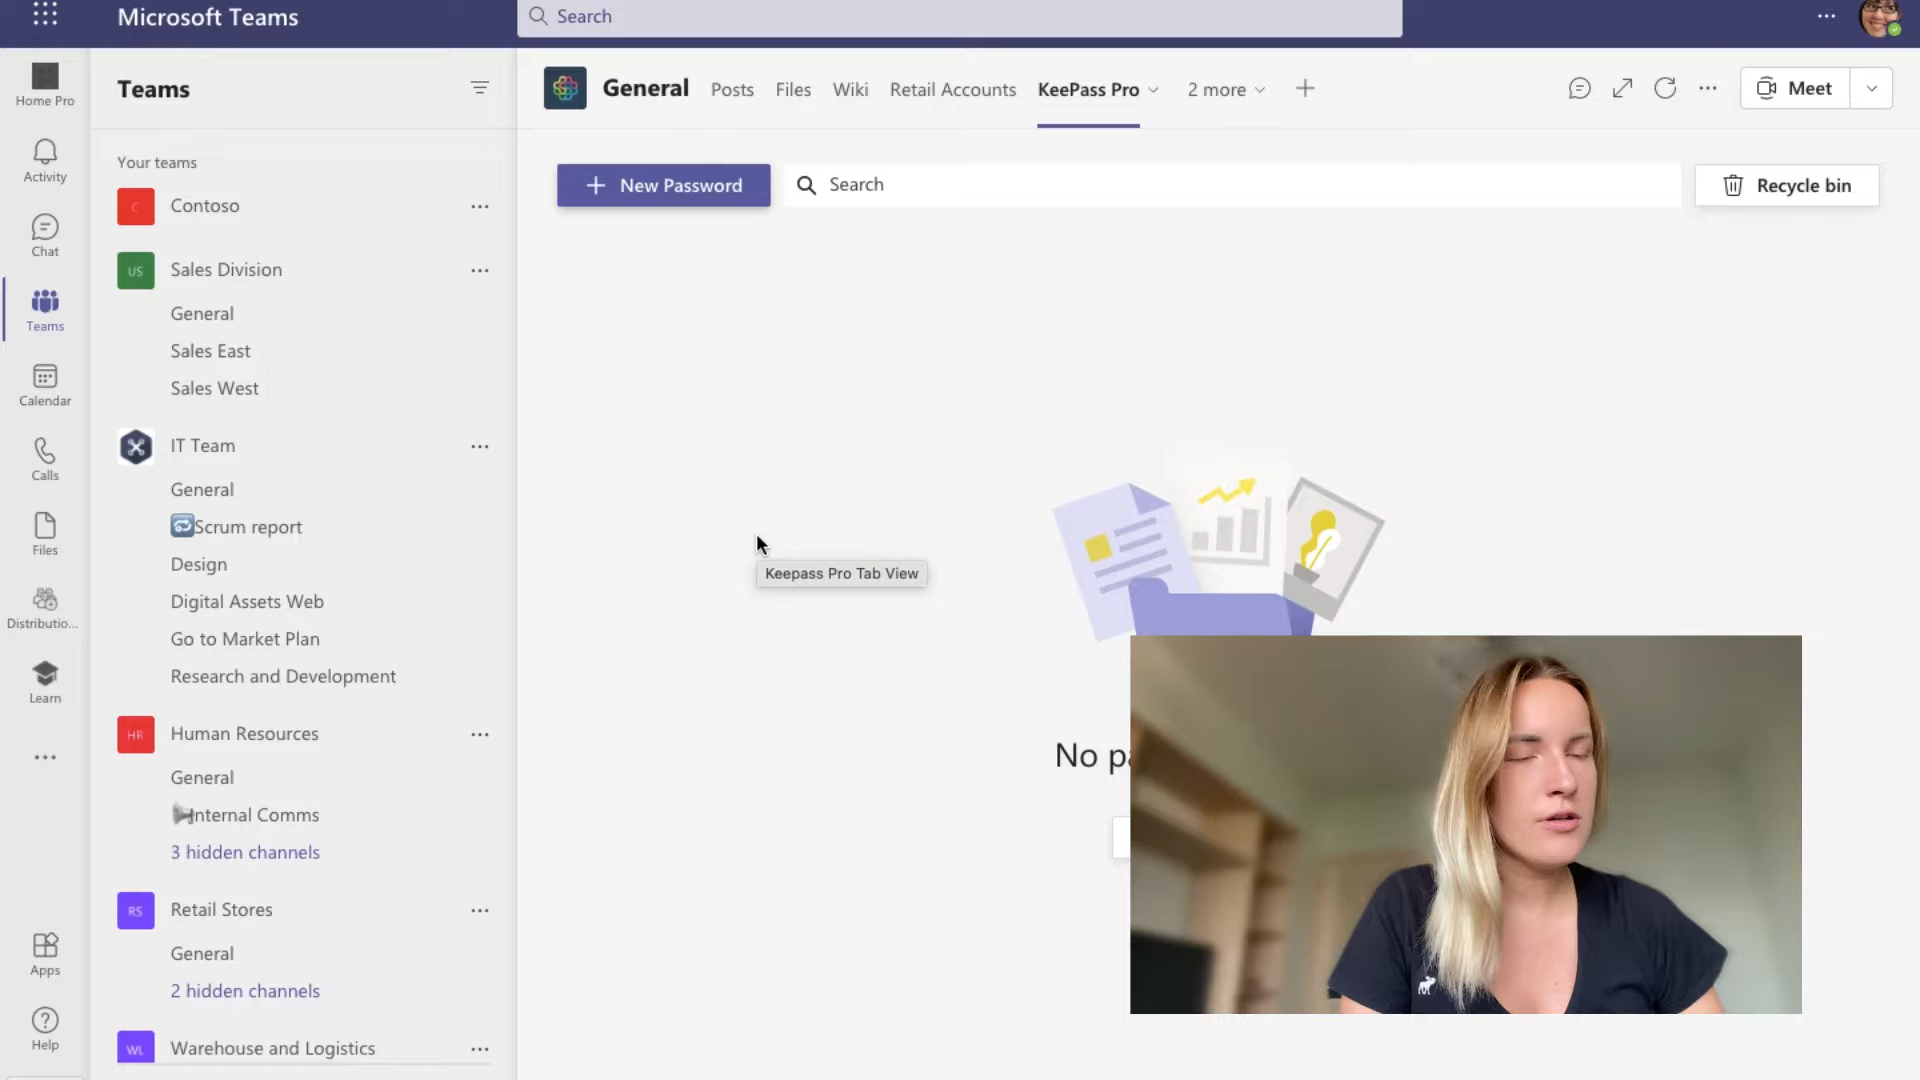 Microsoft Teams
Search
Home Pro
Activity
Chat
Teams
Calendar
Calls
Files
Distributio...
Learn
Apps
Help
Teams
Your teams
C
Contoso
US
Sales Division
General
Sales East
Sales West
IT Team
General
Scrum report
Design
Digital Assets Web
Go to Market Plan
Research and Development
HR
Human Resources
General
Internal Comms
3 hidden channels
RS
Retail Stores
General
2 hidden channels
WL
Warehouse and Logistics
General
Posts
Files
Wiki
Retail Accounts
KeePass Pro
2 more
Meet
New Password
Search
Recycle bin
Keepass Pro Tab View
No